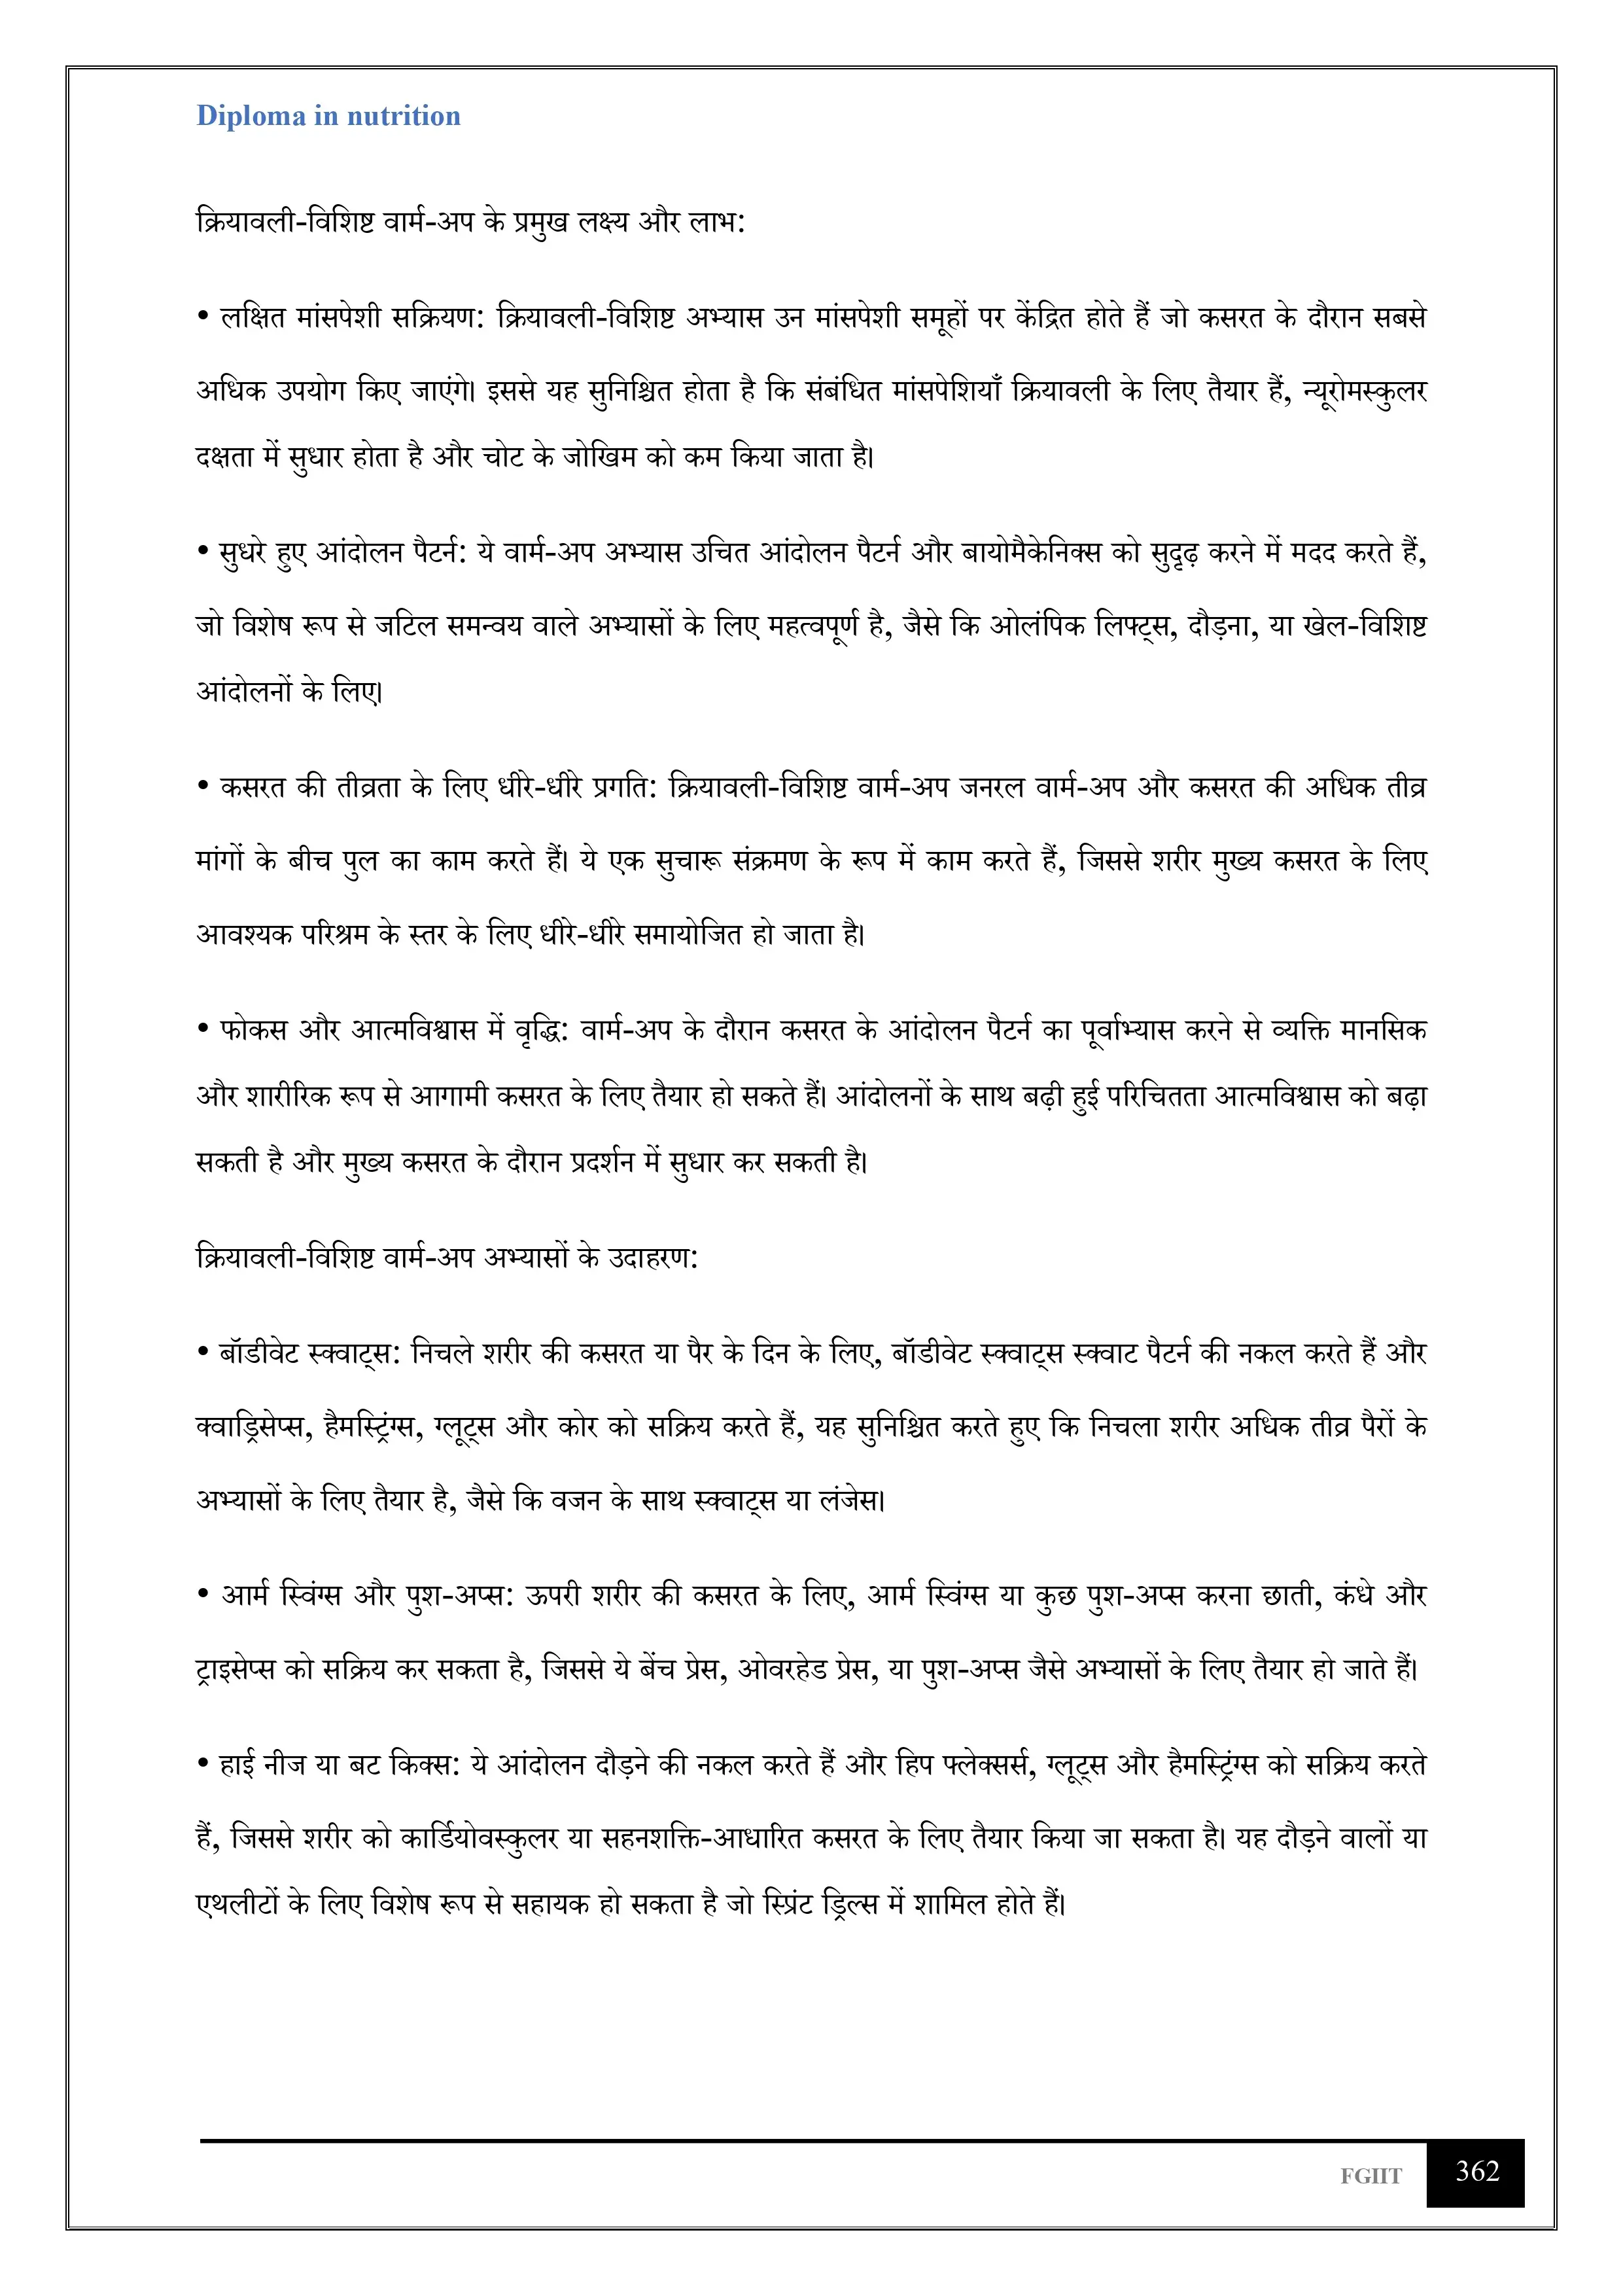 Diploma in nutrition
क्रियावली-विशिष्ट वार्म-अप के प्रमुख लक्ष्य और लाभ:
• लक्षित मांसपेशी सक्रियण: क्रियावली-विशिष्ट अभ्यास उन मांसपेशी समूहों पर केंद्रित होते हैं जो कसरत के दौरान सबसे
अधिक उपयोग किए जाएंगे। इससे यह सुनिश्चित होता है कि संबंधित मांसपेशियाँ क्रियावली के लिए तैयार हैं, न्यूरोमस्कुलर
दक्षता में सुधार होता है और चोट के जोखिम को कम किया जाता है।
• सुधरे हुए आंदोलन पैटर्न: ये वार्म-अप अभ्यास उचित आंदोलन पैटर्न और बायोमैकेनिक्स को सुदृढ़ करने में मदद करते हैं,
जो विशेष रूप से जटिल समन्वय वाले अभ्यासों के लिए महत्वपूर्ण है, जैसे कि ओलंपिक लिफ्ट्स, दौड़ना, या खेल-विशिष्ट
आंदोलनों के लिए।
• कसरत की तीव्रता के लिए धीरे-धीरे प्रगति: क्रियावली-विशिष्ट वार्म-अप जनरल वार्म-अप और कसरत की अधिक तीव्र
मांगों के बीच पुल का काम करते हैं। ये एक सुचारू संक्रमण के रूप में काम करते हैं, जिससे शरीर मुख्य कसरत के लिए
आवश्यक परिश्रम के स्तर के लिए धीरे-धीरे समायोजित हो जाता है।
• फोकस और आत्मविश्वास में वृद्धि: वार्म-अप के दौरान कसरत के आंदोलन पैटर्न का पूर्वाभ्यास करने से व्यक्ति मानसिक
और शारीरिक रूप से आगामी कसरत के लिए तैयार हो सकते हैं। आंदोलनों के साथ बढ़ी हुई परिचितता आत्मविश्वास को बढ़ा
सकती है और मुख्य कसरत के दौरान प्रदर्शन में सुधार कर सकती है।
क्रियावली-विशिष्ट वार्म-अप अभ्यासों के उदाहरण:
• बॉडीवेट स्क्वाट्स: निचले शरीर की कसरत या पैर के दिन के लिए, बॉडीवेट स्क्वाट्स स्क्वाट पैटर्न की नकल करते हैं और
क्वाड्रिसेप्स, हैमस्ट्रिंग्स, ग्लूट्स और कोर को सक्रिय करते हैं, यह सुनिश्चित करते हुए कि निचला शरीर अधिक तीव्र पैरों के
अभ्यासों के लिए तैयार है, जैसे कि वजन के साथ स्क्वाट्स या लंजेस।
• आर्म स्विंग्स और पुश-अप्स: ऊपरी शरीर की कसरत के लिए, आर्म स्विंग्स या कुछ पुश-अप्स करना छाती, कंधे और
ट्राइसेप्स को सक्रिय कर सकता है, जिससे ये बेंच प्रेस, ओवरहेड प्रेस, या पुश-अप्स जैसे अभ्यासों के लिए तैयार हो जाते हैं।
• हाई नीज या बट किक्स: ये आंदोलन दौड़ने की नकल करते हैं और हिप फ्लेक्सर्स, ग्लूट्स और हैमस्ट्रिंग्स को सक्रिय करते
हैं, जिससे शरीर को कार्डियोवस्कुलर या सहनशक्ति-आधारित कसरत के लिए तैयार किया जा सकता है। यह दौड़ने वालों या
एथलीटों के लिए विशेष रूप से सहायक हो सकता है जो स्प्रिंट ड्रिल्स में शामिल होते हैं।
FGIIT 362